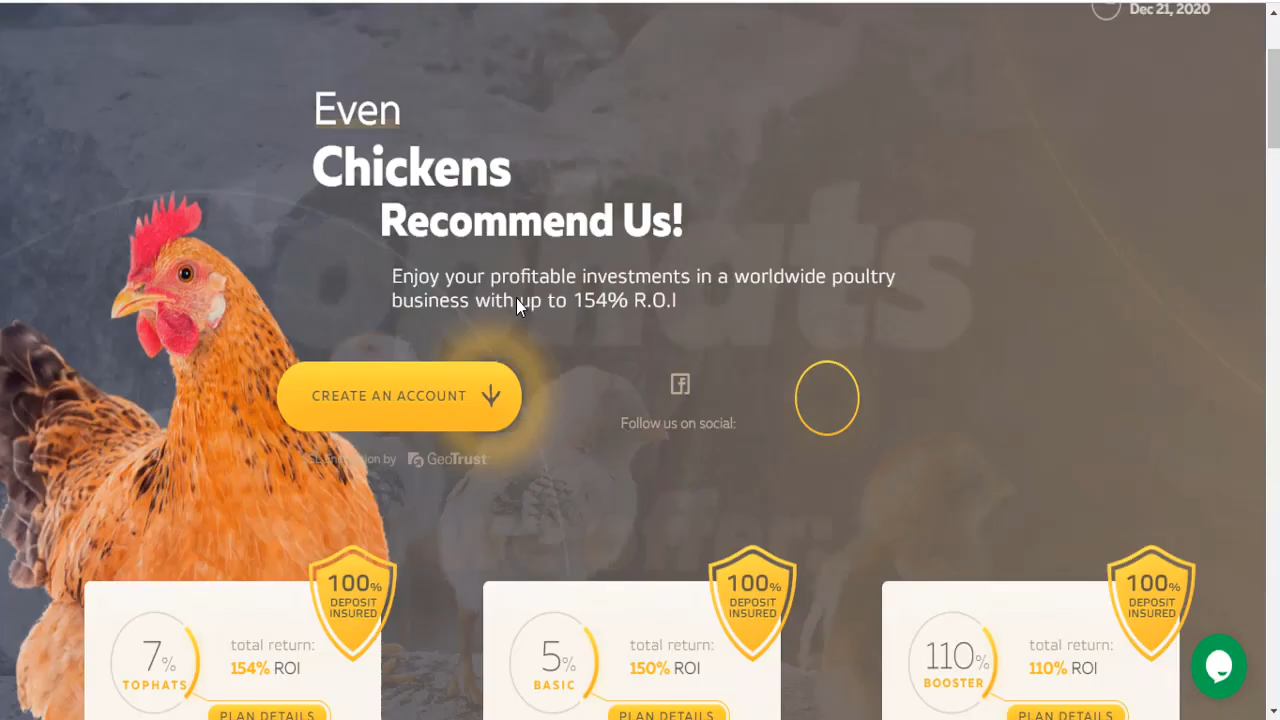 Dec 21, 2020
Even
Chickens
Recommend Us!
Enjoy your profitable investments in a worldwide poultry
business with up to 154% R.O.I
CREATE AN ACCOUNT
Follow us on social:
by GeoTrust
100%
DEPOSIT
INSURED
7%
TOPHATS
total return:
154% ROI
PLAN DETAILS
100%
DEPOSIT
INSURED
5%
BASIC
total return:
150% ROI
PLAN DETAILS
100%
DEPOSIT
INSURED
110%
BOOSTER
total return:
110% ROI
PLAN DETAILS